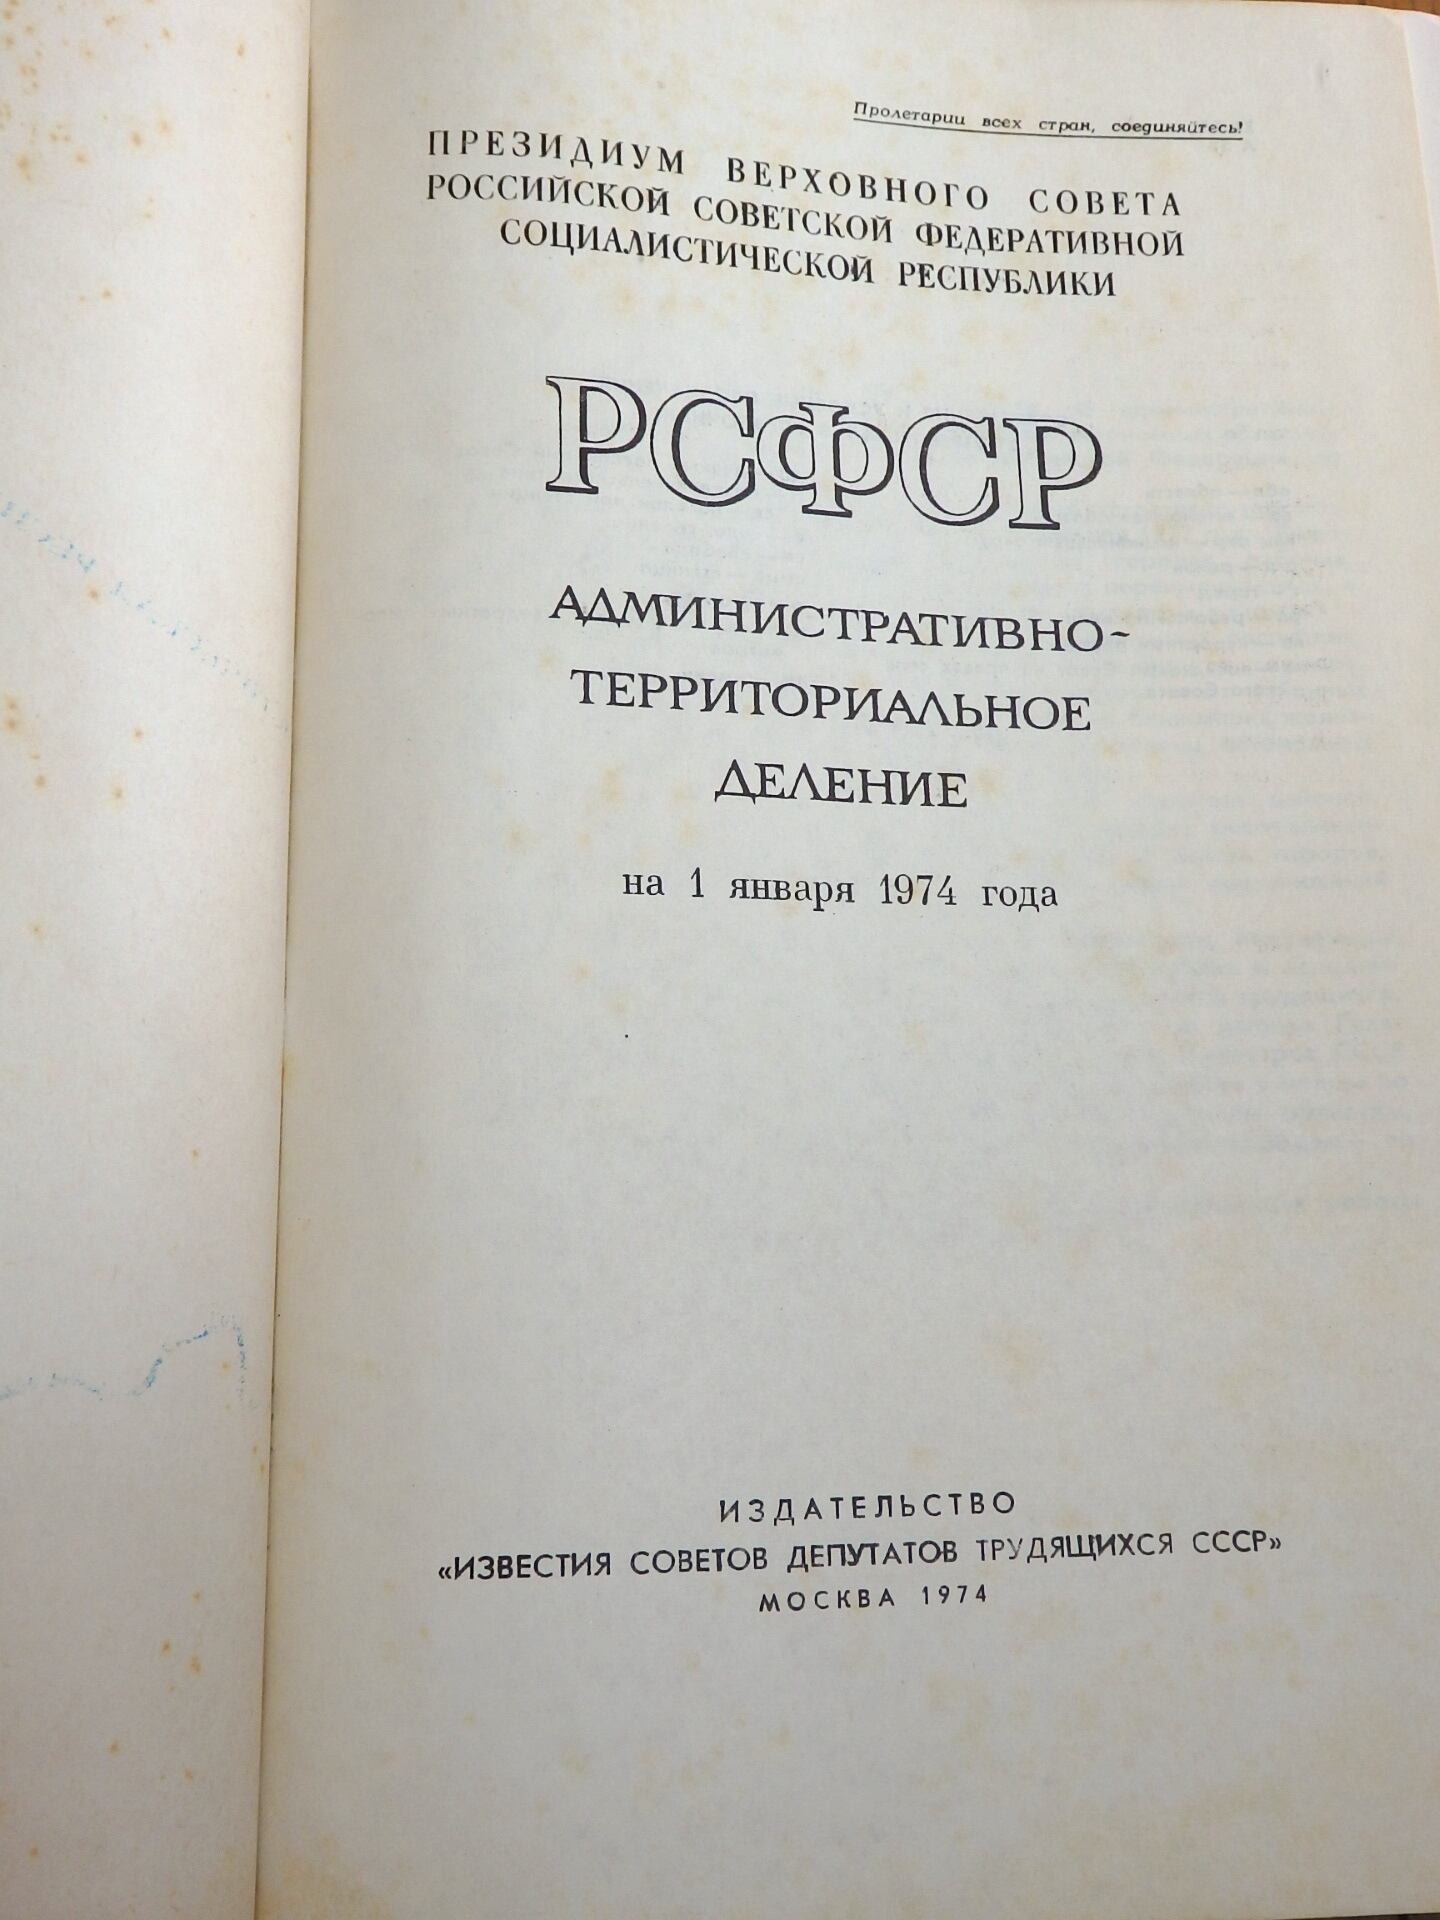 Пролетарии всех стран, соединяйтесь!
ПРЕЗИДИУМ ВЕРХОВНОГО СОВЕТА
РОССИЙСКОЙ СОВЕТСКОЙ ФЕДЕРАТИВНОЙ
СОЦИАЛИСТИЧЕСКОЙ РЕСПУБЛИКИ
РСФСР
АДМИНИСТРАТИВНО-
ТЕРРИТОРИАЛЬНОЕ
ДЕЛЕНИЕ
на 1 января 1974 года
ИЗДАТЕЛЬСТВО
«ИЗВЕСТИЯ СОВЕТОВ ДЕПУТАТОВ ТРУДЯЩИХСЯ СССР»
МОСКВА 1974